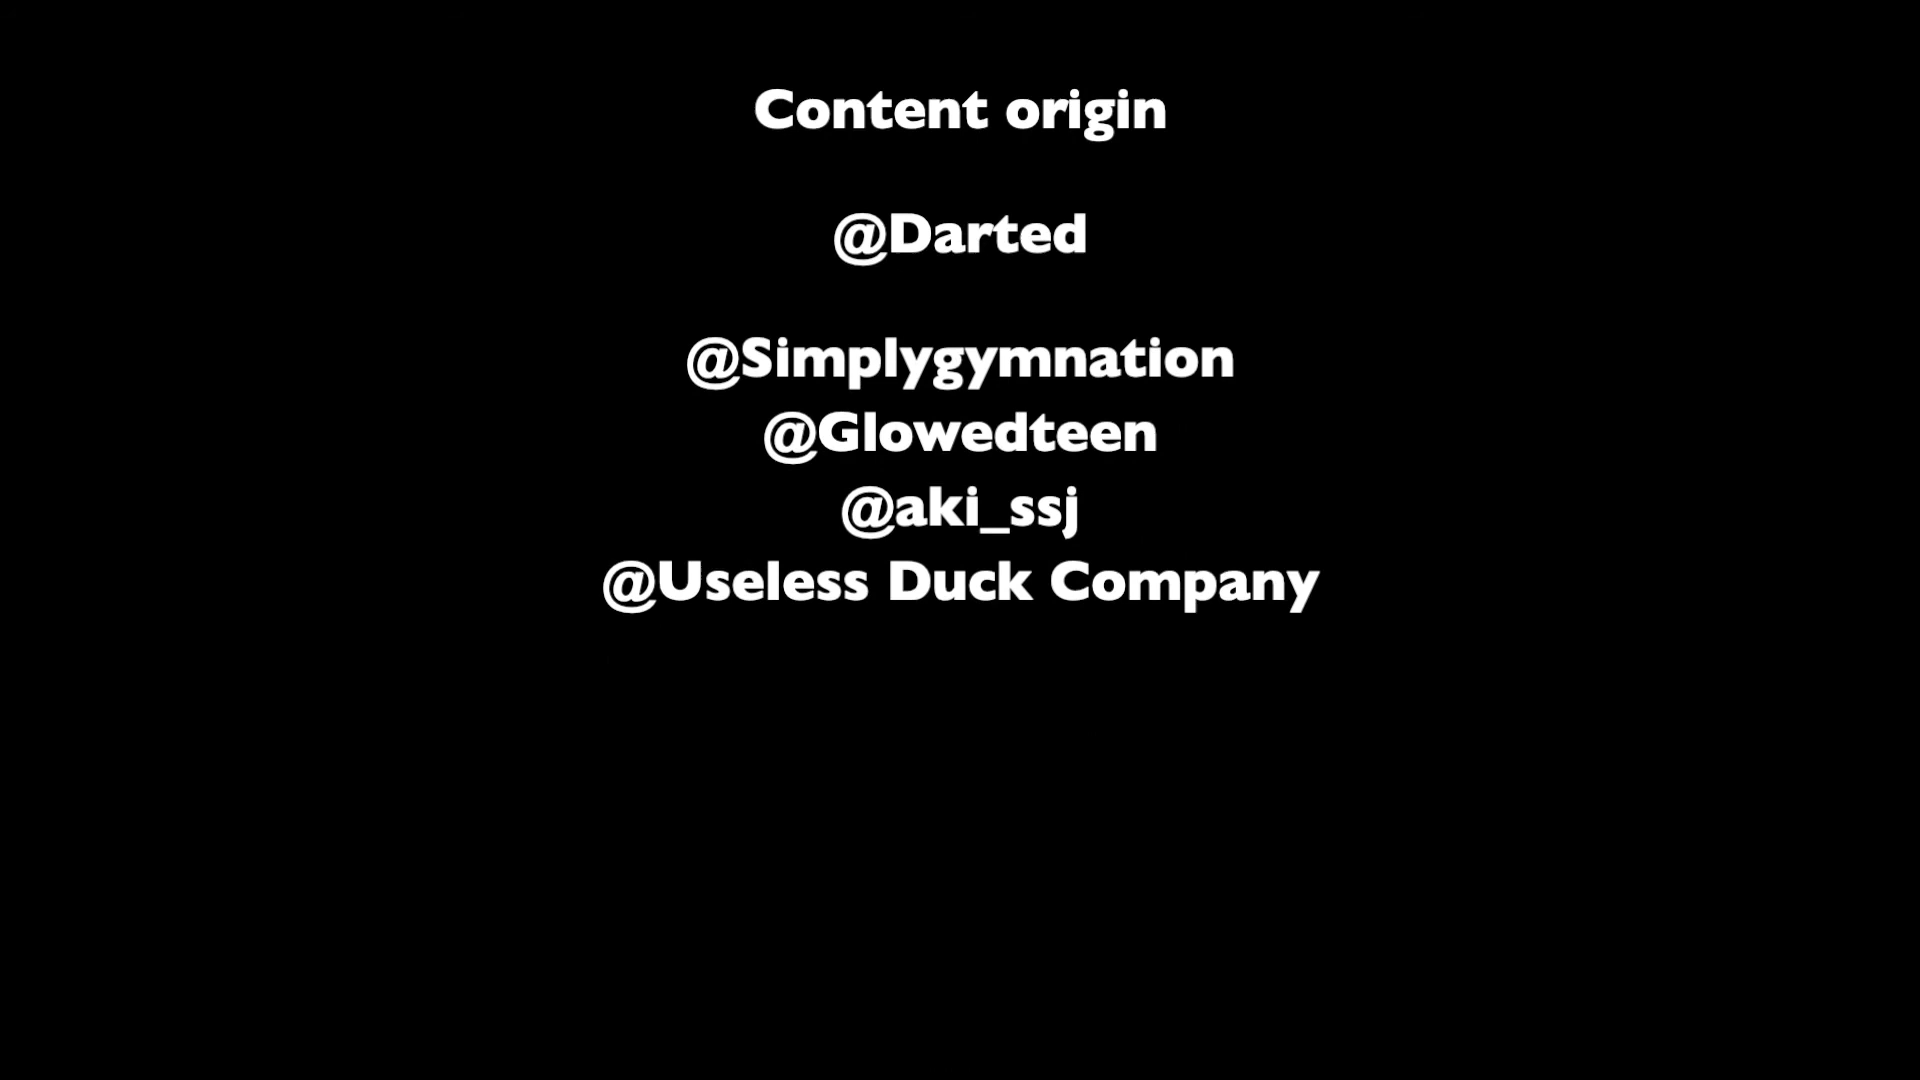 Content origin
@Darted
@Simplygymnation
@Glowedteen
@aki_ssj
@Useless Duck Company